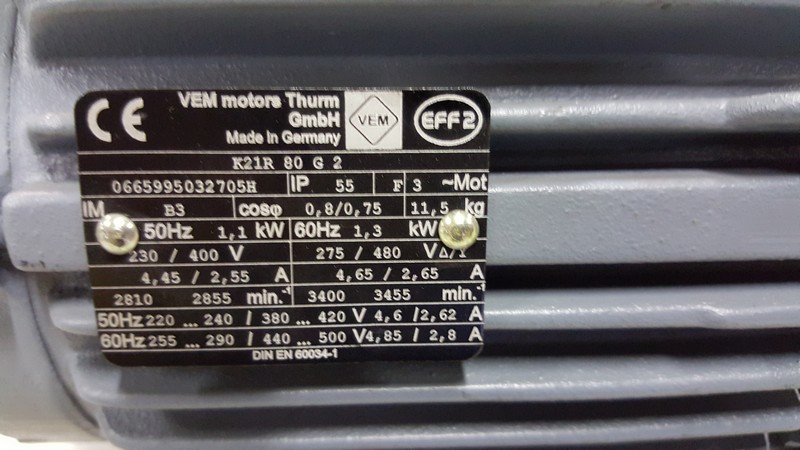 CE
VEM motors Thurm
GmbH
Made in Germany
VEM
EFF2
K21R 80 G 2
0665995032705H IP 55 F 3 ~Mot
IM B3 cosφ 0,8/0,75 11,5 kg
50Hz 1,1 kW 60Hz 1,3 kW
230 / 400 V 275 / 480 V Δ/
4,45 / 2,55 A 4,65 / 2,65 A
2810 2855 min.⁻¹ 3400 3455 min.⁻¹
50Hz 220 ... 240 / 380 ... 420 V 4,6 /2,62 A
60Hz 255 ... 290 / 440 ... 500 V 4,85 / 2,8 A
DIN EN 60034-1